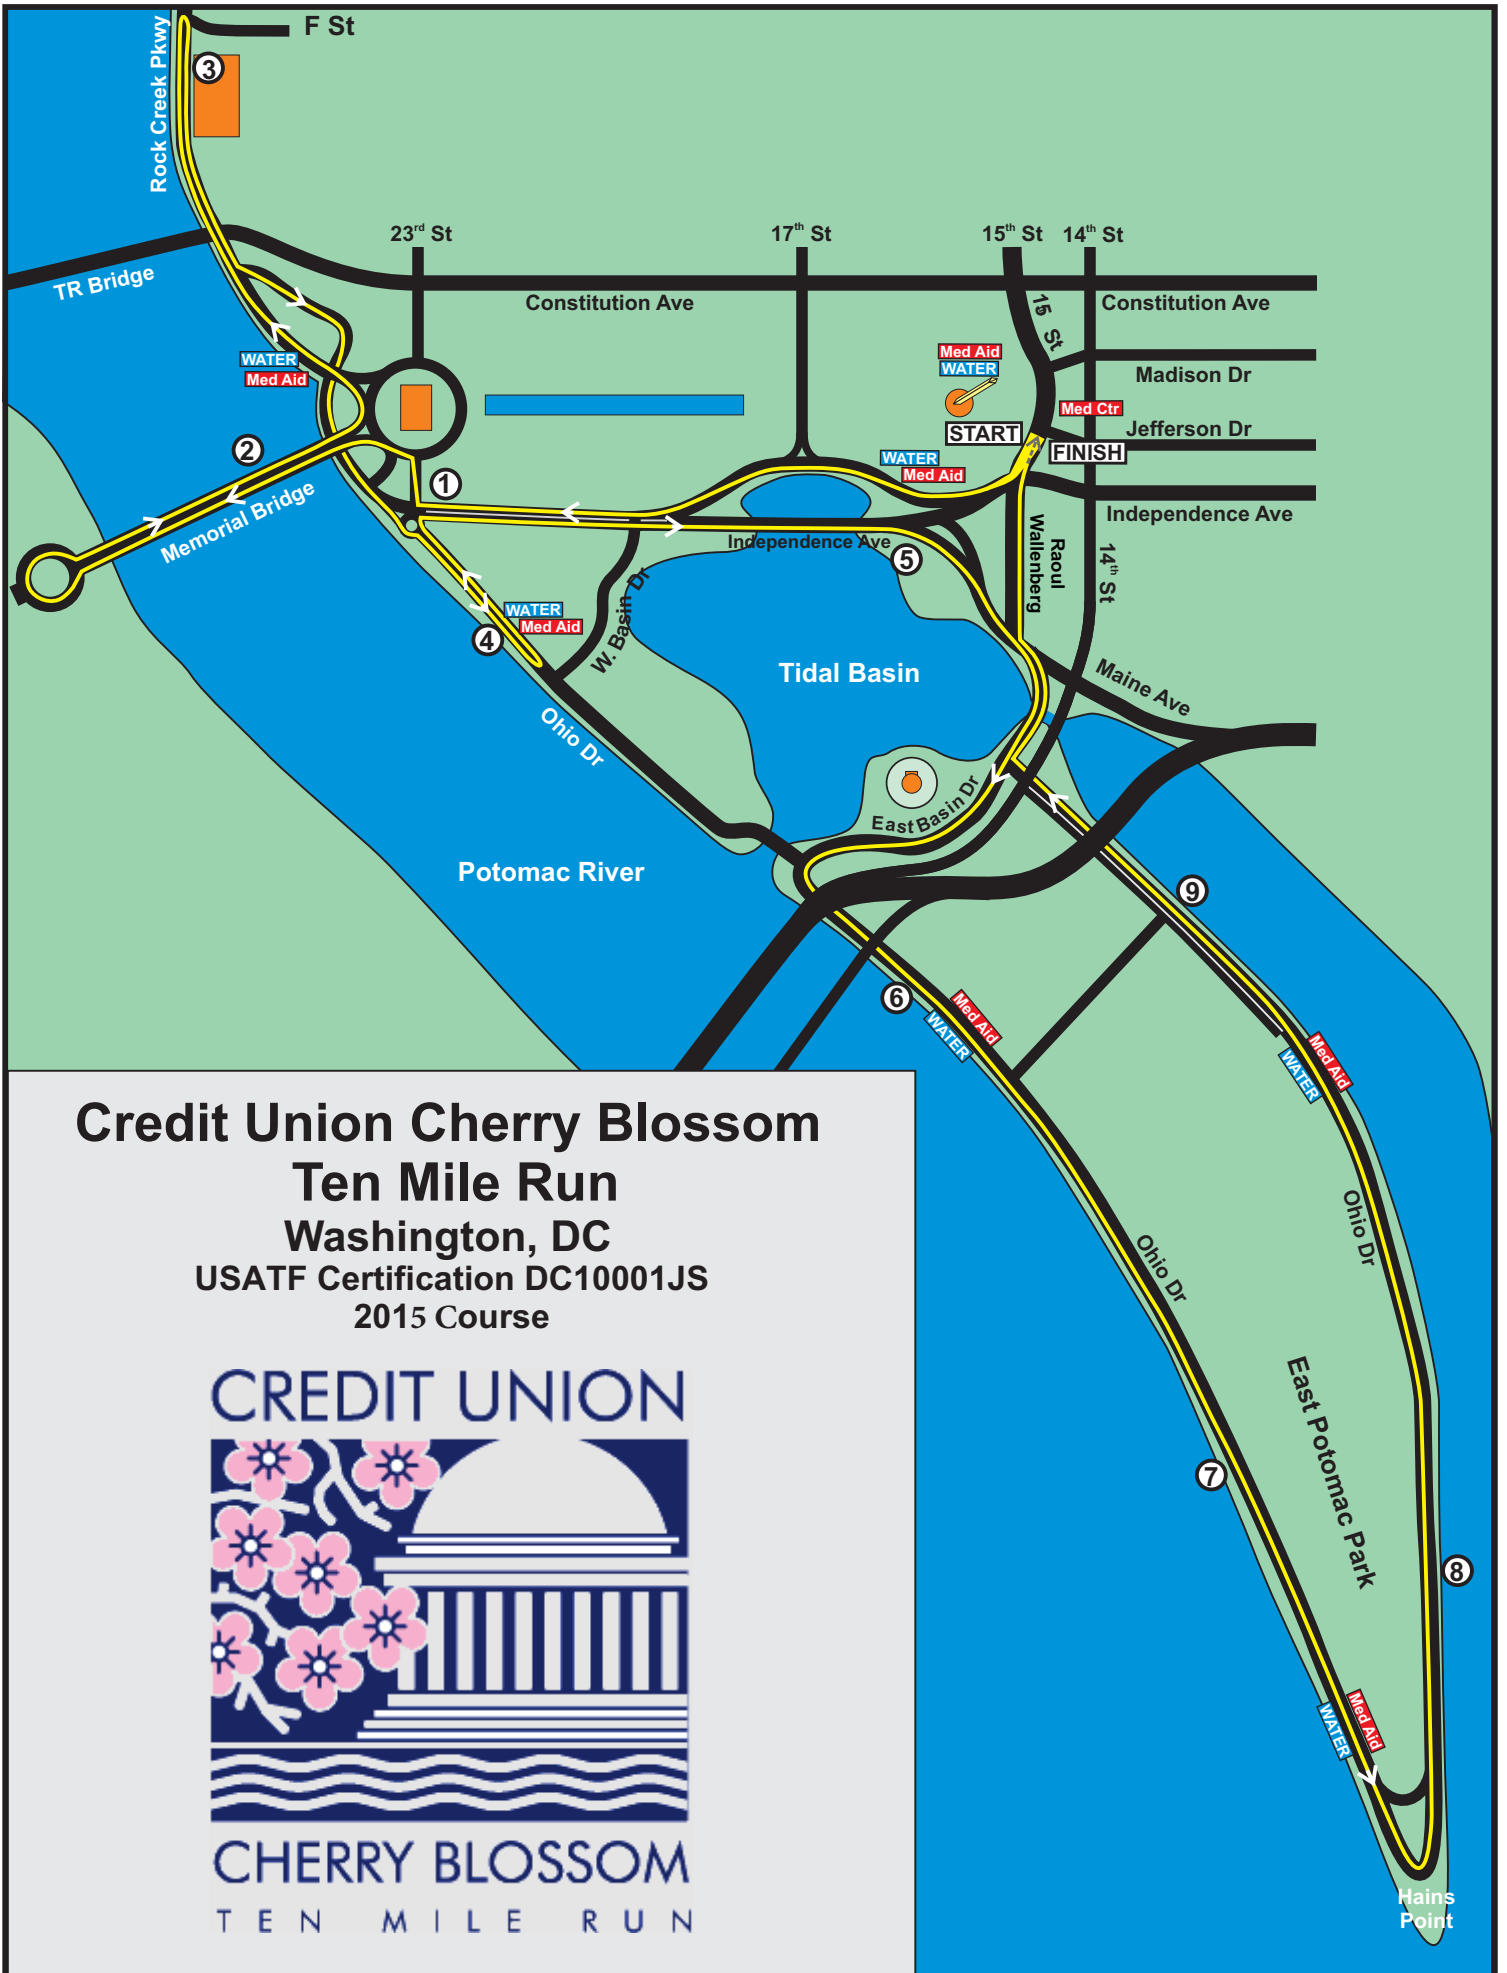 F St
Rock Creek Pkwy
3
23rd St
17th St
15th St
14th St
TR Bridge
Constitution Ave
Constitution Ave
15 St
Med Aid
WATER
Madison Dr
WATER
Med Aid
Med Ctr
START
Jefferson Dr
FINISH
2
WATER
Med Aid
1
Memorial Bridge
Independence Ave
Independence Ave
5
Raoul
Wallenberg
14th St
WATER
Med Aid
4
W. Basin Dr
Tidal Basin
Maine Ave
Ohio Dr
East Basin Dr
Potomac River
9
6
Med Aid
WATER
Med Aid
WATER
Credit Union Cherry Blossom
Ten Mile Run
Washington, DC
USATF Certification DC10001JS
2015 Course
Ohio Dr
Ohio Dr
East Potomac Park
7
8
CREDIT UNION
CHERRY BLOSSOM
TEN MILE RUN
Med Aid
WATER
Hains
Point